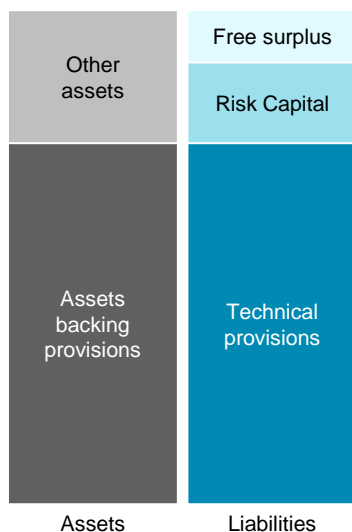 Other
assets
Free surplus
Risk Capital
Assets
backing
provisions
Technical
provisions
Assets
Liabilities